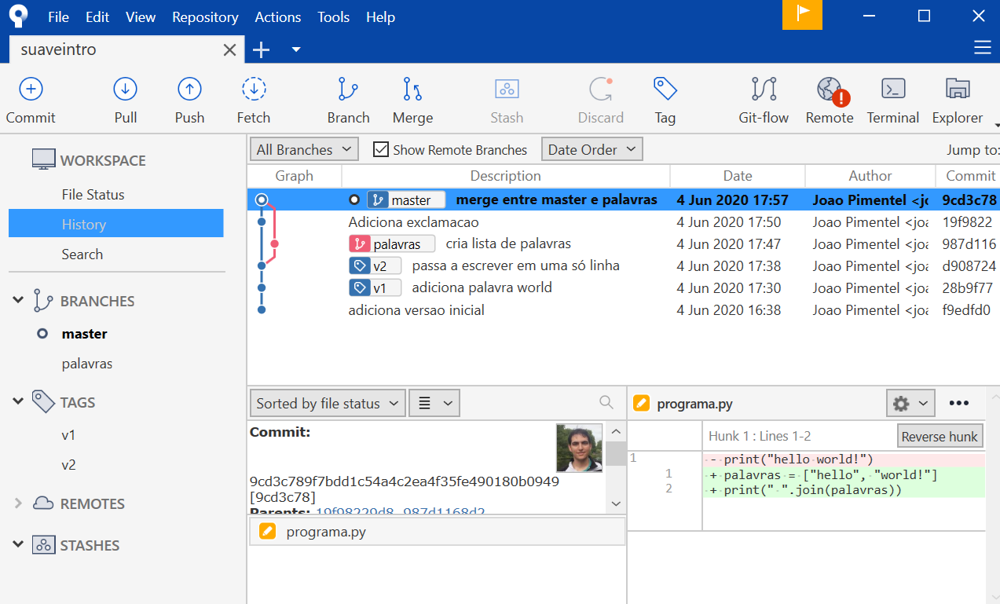 File Edit View Repository Actions Tools Help
suaveintro
Commit Pull Push Fetch Branch Merge Stash Discard Tag Git-flow Remote Terminal Explorer
WORKSPACE
File Status
History
Search
BRANCHES
master
palavras
TAGS
v1
v2
REMOTES
STASHES
All Branches Show Remote Branches Date Order Jump to:
Graph Description Date Author Commit
master merge entre master e palavras 4 Jun 2020 17:57 Joao Pimentel <jo 9cd3c78
Adiciona exclamacao 4 Jun 2020 17:50 Joao Pimentel <joa 19f9822
palavras cria lista de palavras 4 Jun 2020 17:47 Joao Pimentel <joa 987d116
v2 passa a escrever em uma só linha 4 Jun 2020 17:38 Joao Pimentel <joa d908724
v1 adiciona palavra world 4 Jun 2020 17:30 Joao Pimentel <joa 28b9f77
adiciona versao inicial 4 Jun 2020 16:38 Joao Pimentel <joa f9edfd0
Sorted by file status
Commit:
9cd3c789f7bdd1c54a4c2ea4f35fe490180b0949
[9cd3c78]
Parents: 19f98229d8, 987d1168d2
programa.py
programa.py
Hunk 1 : Lines 1-2 Reverse hunk
1 - print("hello world!")
1 + palavras = ["hello", "world!"]
2 + print(" ".join(palavras))